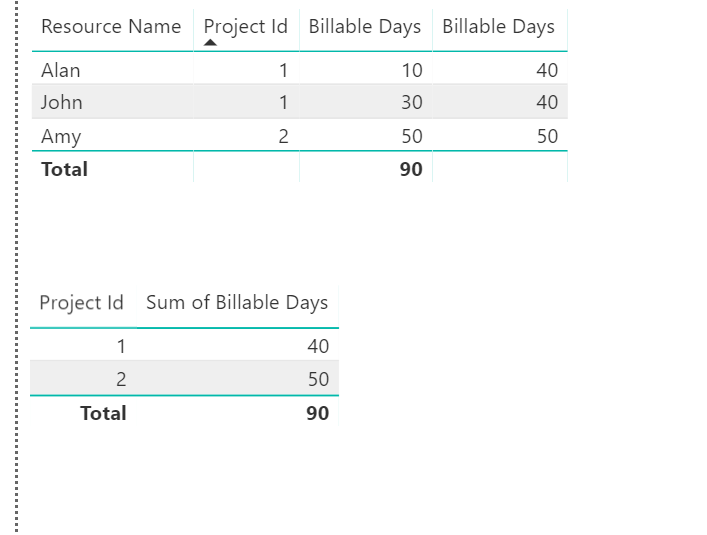 Resource Name Project Id Billable Days Billable Days
Alan 1 10 40
John 1 30 40
Amy 2 50 50
Total 90
Project Id Sum of Billable Days
1 40
2 50
Total 90